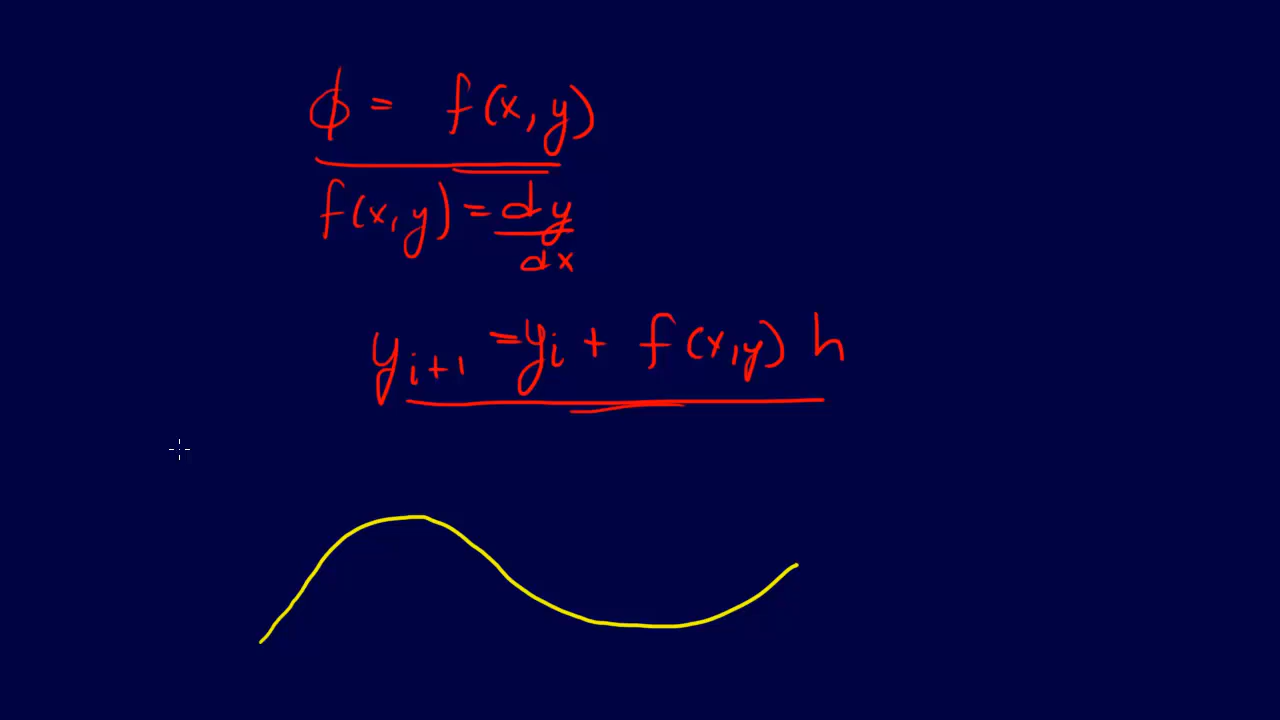 ϕ = f(x,y)
f(x,y) = dy/dx
y_{i+1} = y_i + f(x,y) h